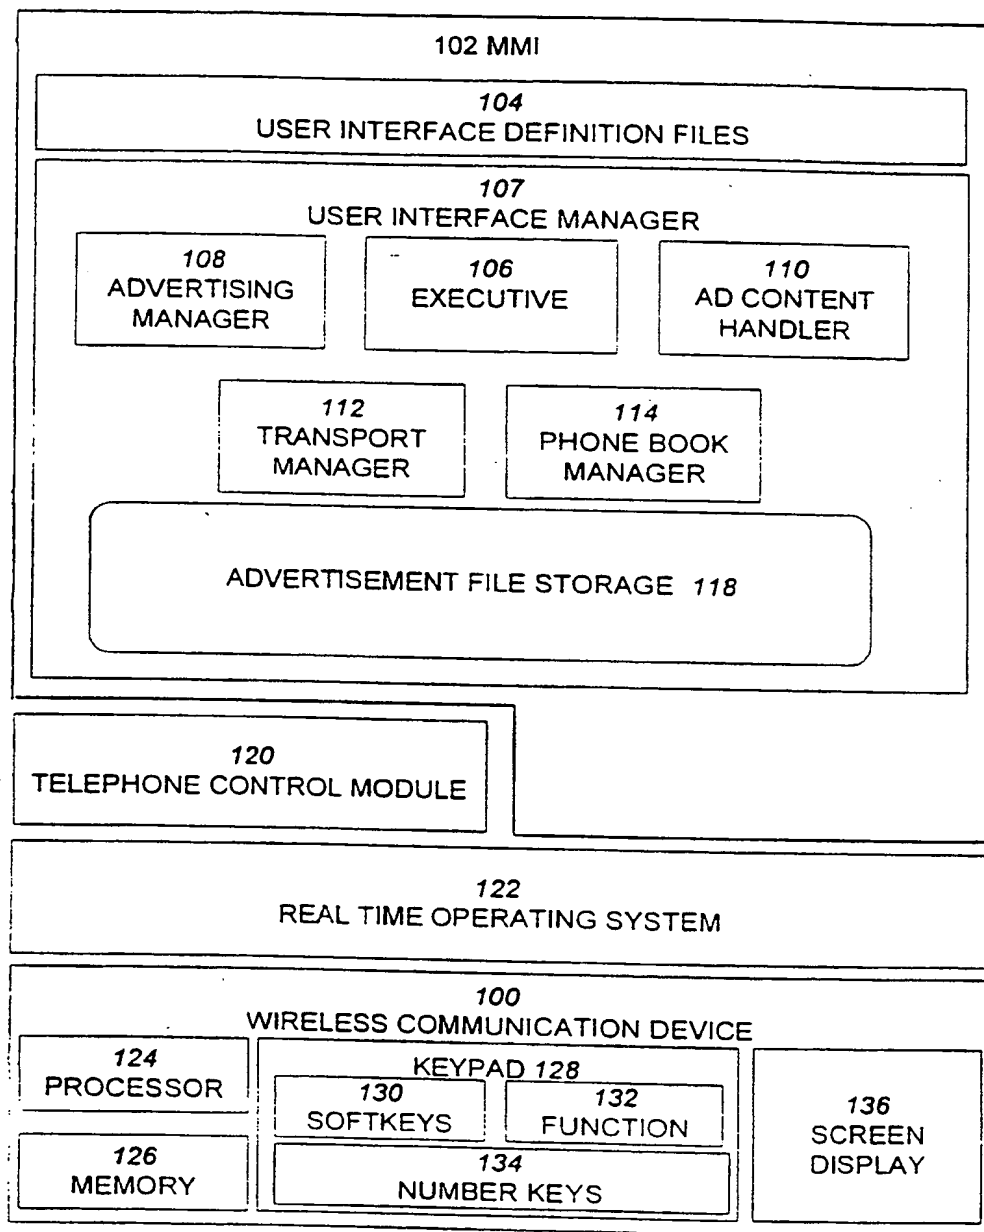 102 MMI
104
USER INTERFACE DEFINITION FILES
107
USER INTERFACE MANAGER
108
ADVERTISING
MANAGER
106
EXECUTIVE
110
AD CONTENT
HANDLER
112
TRANSPORT
MANAGER
114
PHONE BOOK
MANAGER
ADVERTISEMENT FILE STORAGE 118
120
TELEPHONE CONTROL MODULE
122
REAL TIME OPERATING SYSTEM
100
WIRELESS COMMUNICATION DEVICE
124
PROCESSOR
126
MEMORY
KEYPAD 128
130
SOFTKEYS
132
FUNCTION
134
NUMBER KEYS
136
SCREEN
DISPLAY